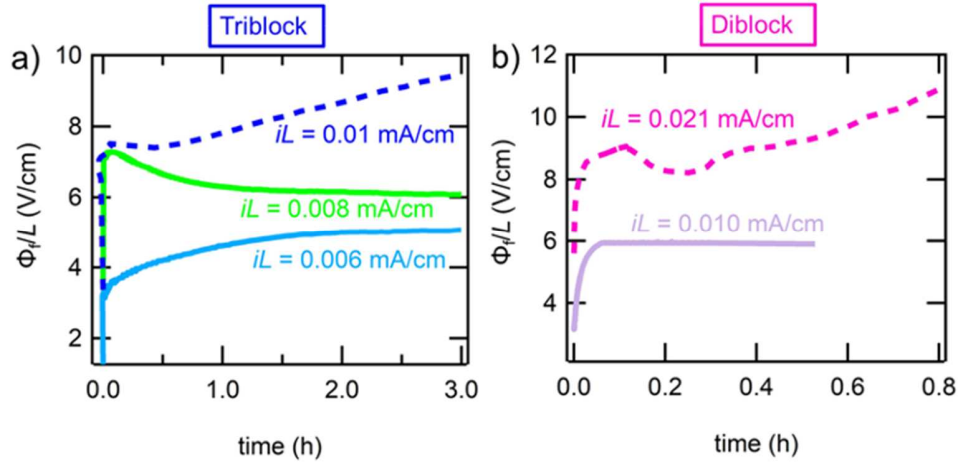 Triblock
Diblock
a)
10
8
6
4
2
Φ_f/L (V/cm)
iL = 0.01 mA/cm
iL = 0.008 mA/cm
iL = 0.006 mA/cm
0.0 1.0 2.0 3.0
time (h)
b)
12
10
8
6
4
Φ_f/L (V/cm)
iL = 0.021 mA/cm
iL = 0.010 mA/cm
0.0 0.2 0.4 0.6 0.8
time (h)